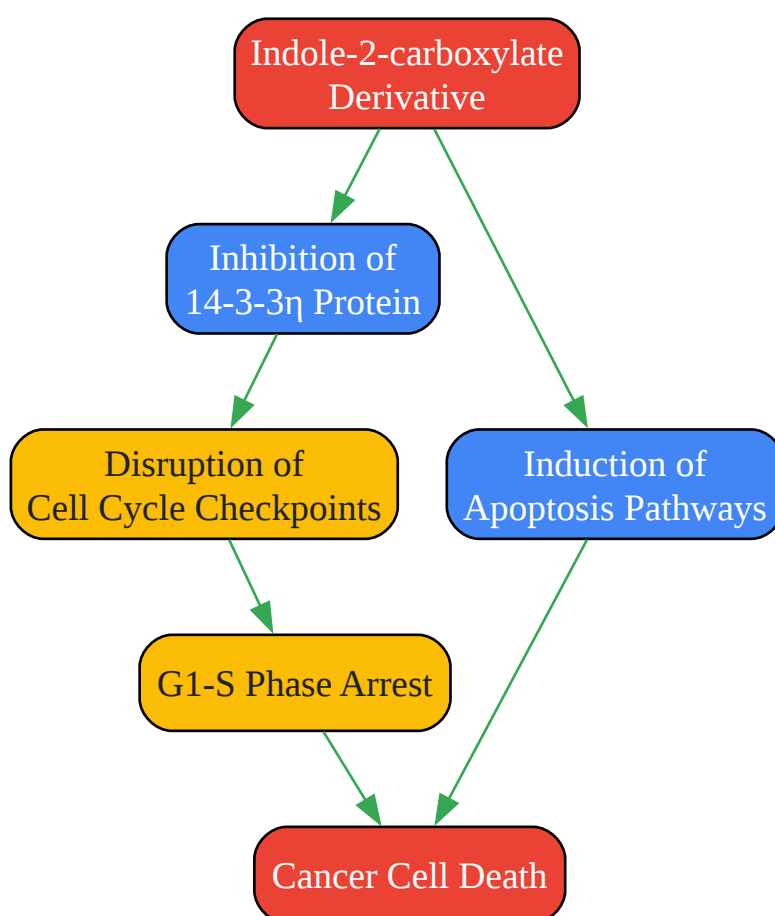 Indole-2-carboxylate
Derivative
Inhibition of
14-3-3η Protein
Disruption of
Cell Cycle Checkpoints
Induction of
Apoptosis Pathways
G1-S Phase Arrest
Cancer Cell Death